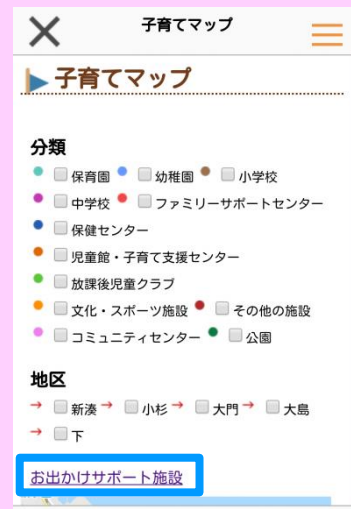 子育てマップ
子育てマップ
分類
保育園 幼稚園 小学校
中学校 ファミリーサポートセンター
保健センター
児童館・子育て支援センター
放課後児童クラブ
文化・スポーツ施設 その他の施設
コミュニティセンター 公園
地区
→ 新湊 → 小杉 → 大門 → 大島
→ 下
お出かけサポート施設